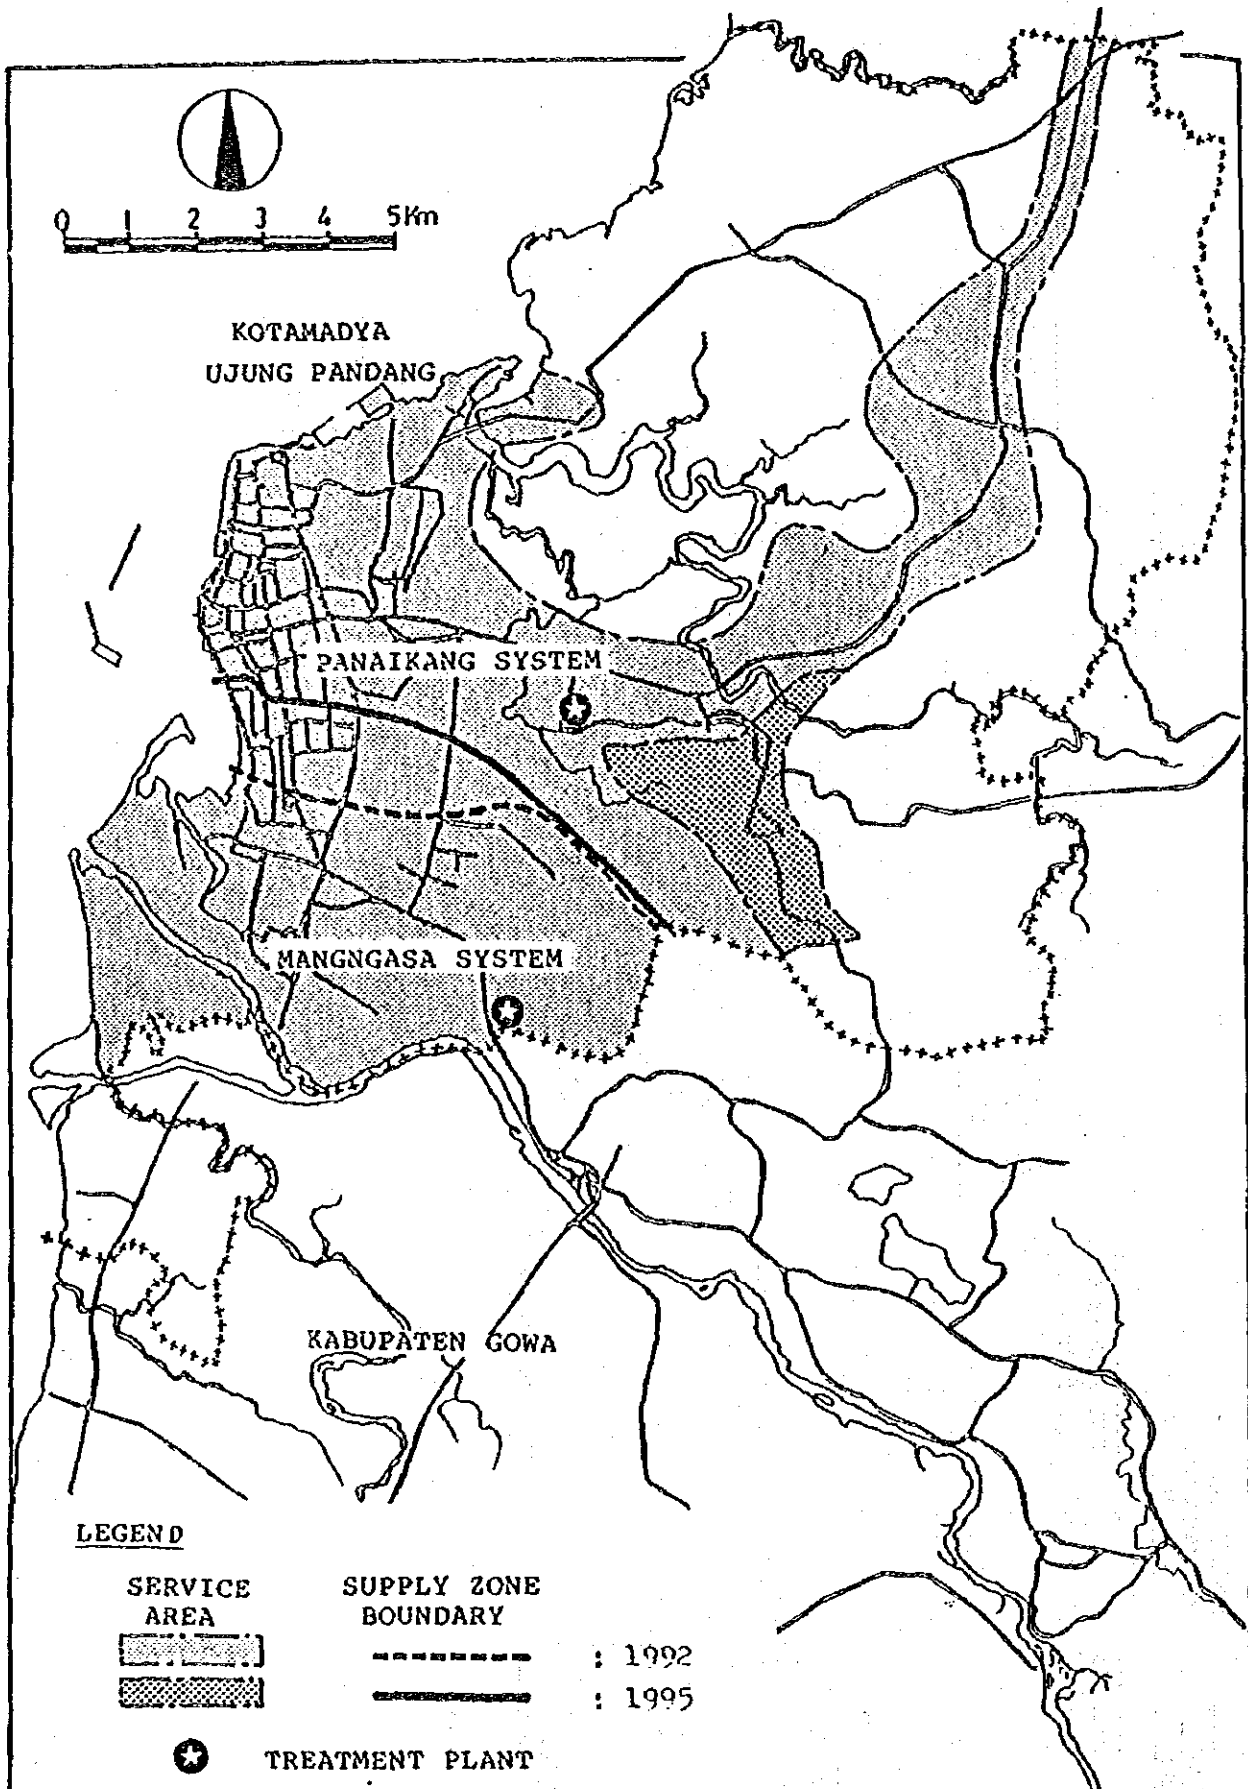 0 1 2 3 4 5Km
KOTAMADYA
UJUNG PANDANG
PANAIKANG SYSTEM
MANGNGASA SYSTEM
KABUPATEN GOWA
LEGEND
SERVICE AREA
SUPPLY ZONE BOUNDARY
: 1992
: 1995
TREATMENT PLANT